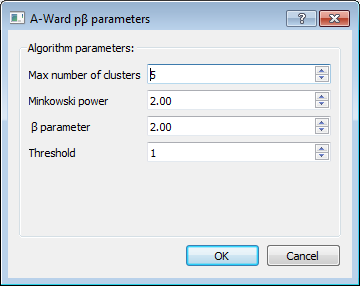 A-Ward pβ parameters
Algorithm parameters:
Max number of clusters 5
Minkowski power 2.00
β parameter 2.00
Threshold 1
OK Cancel